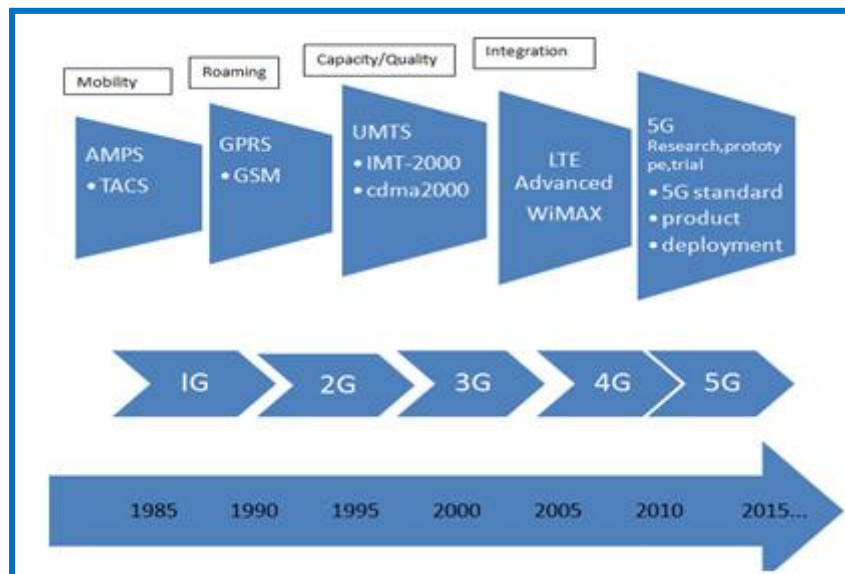 Mobility
Roaming
Capacity/Quality
Integration
AMPS
• TACS
GPRS
• GSM
UMTS
• IMT-2000
• cdma2000
LTE
Advanced
WiMAX
5G
Research,prototy
pe,trial
• 5G standard
• product
• deployment
IG
2G
3G
4G
5G
1985 1990 1995 2000 2005 2010 2015...